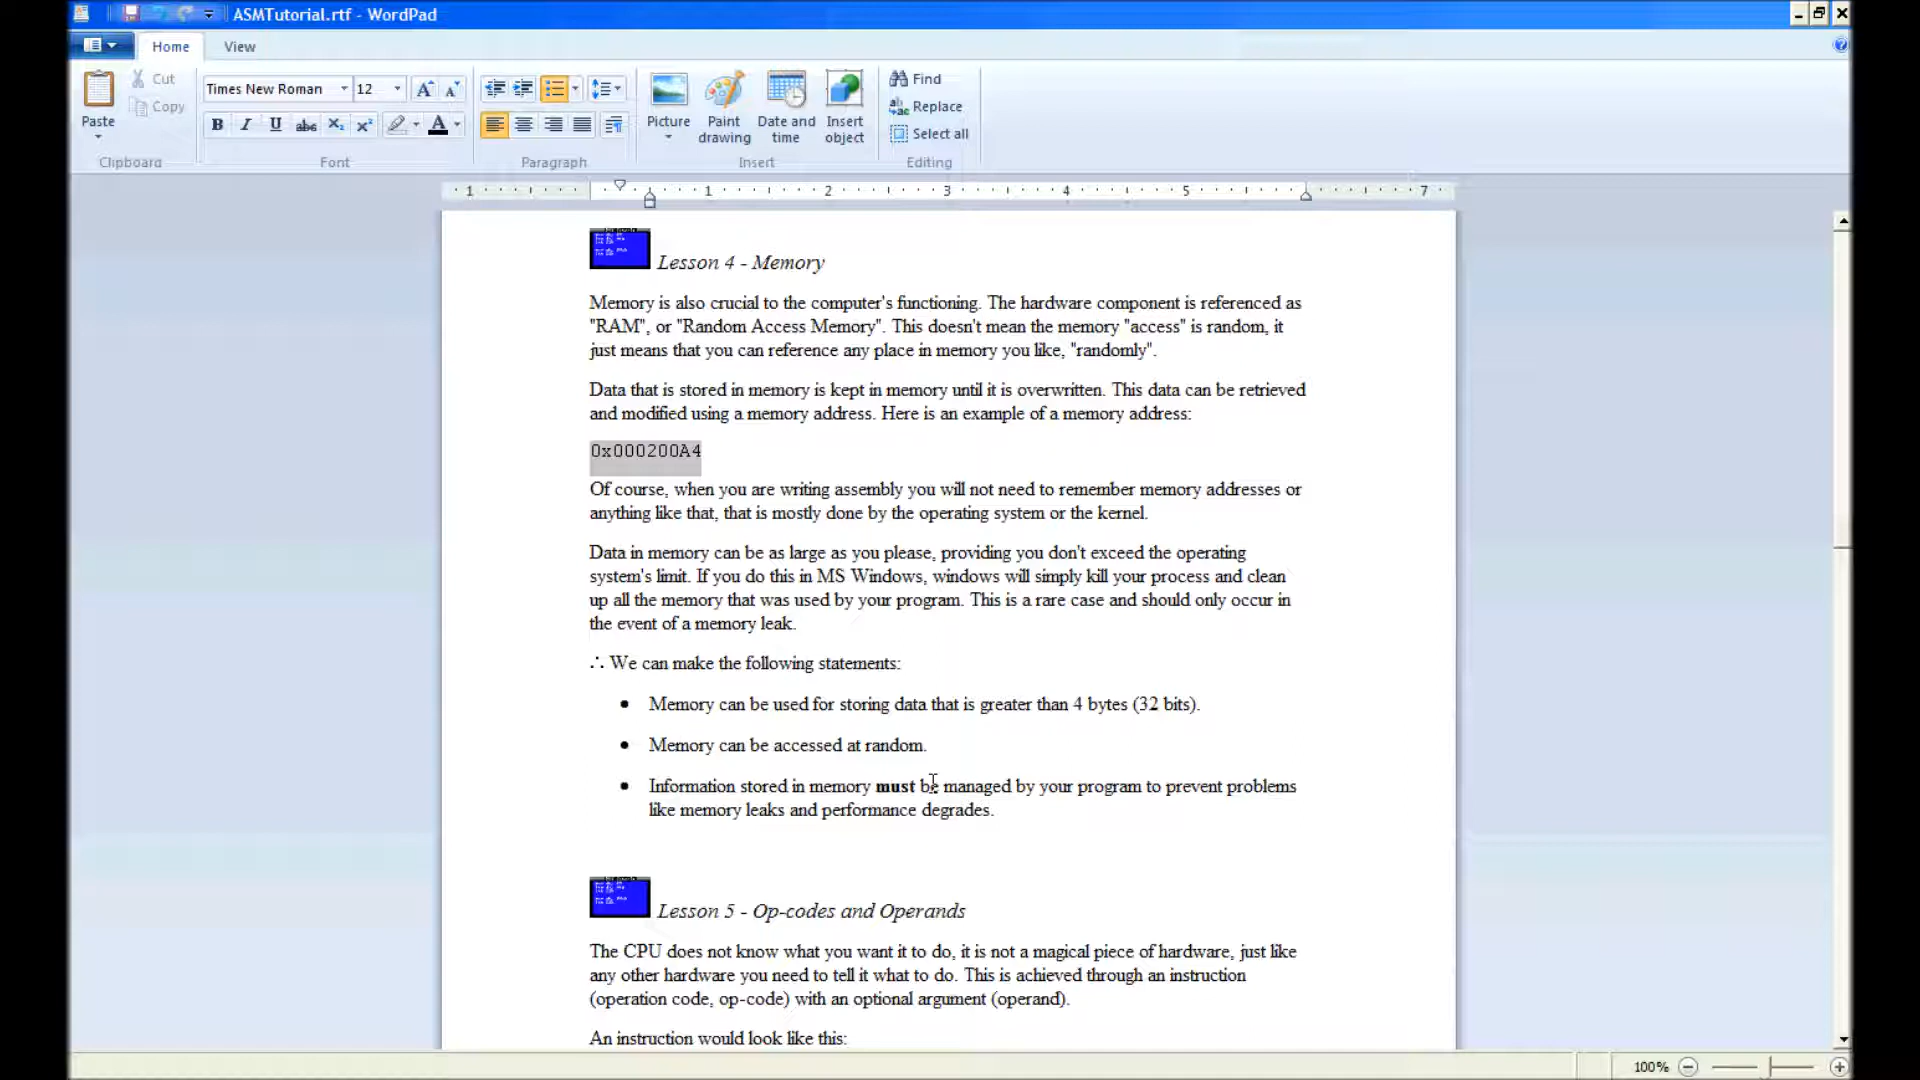 ASMTutorial.rtf - WordPad
Home View
Paste
Cut
Copy
Clipboard
Times New Roman 12
B I U abc X₂ X² A
Font
Paragraph
Picture
Paint drawing
Date and time
Insert object
Insert
Find
Replace
Select all
Editing
1 1 2 3 4 5 7
Lesson 4 - Memory
Memory is also crucial to the computer's functioning. The hardware component is referenced as
"RAM", or "Random Access Memory". This doesn't mean the memory "access" is random, it
just means that you can reference any place in memory you like, "randomly".
Data that is stored in memory is kept in memory until it is overwritten. This data can be retrieved
and modified using a memory address. Here is an example of a memory address:
0x000200A4
Of course, when you are writing assembly you will not need to remember memory addresses or
anything like that, that is mostly done by the operating system or the kernel.
Data in memory can be as large as you please, providing you don't exceed the operating
system's limit. If you do this in MS Windows, windows will simply kill your process and clean
up all the memory that was used by your program. This is a rare case and should only occur in
the event of a memory leak.
∴ We can make the following statements:
• Memory can be used for storing data that is greater than 4 bytes (32 bits).
• Memory can be accessed at random.
• Information stored in memory must be managed by your program to prevent problems
like memory leaks and performance degrades.
Lesson 5 - Op-codes and Operands
The CPU does not know what you want it to do, it is not a magical piece of hardware, just like
any other hardware you need to tell it what to do. This is achieved through an instruction
(operation code, op-code) with an optional argument (operand).
An instruction would look like this:
100%